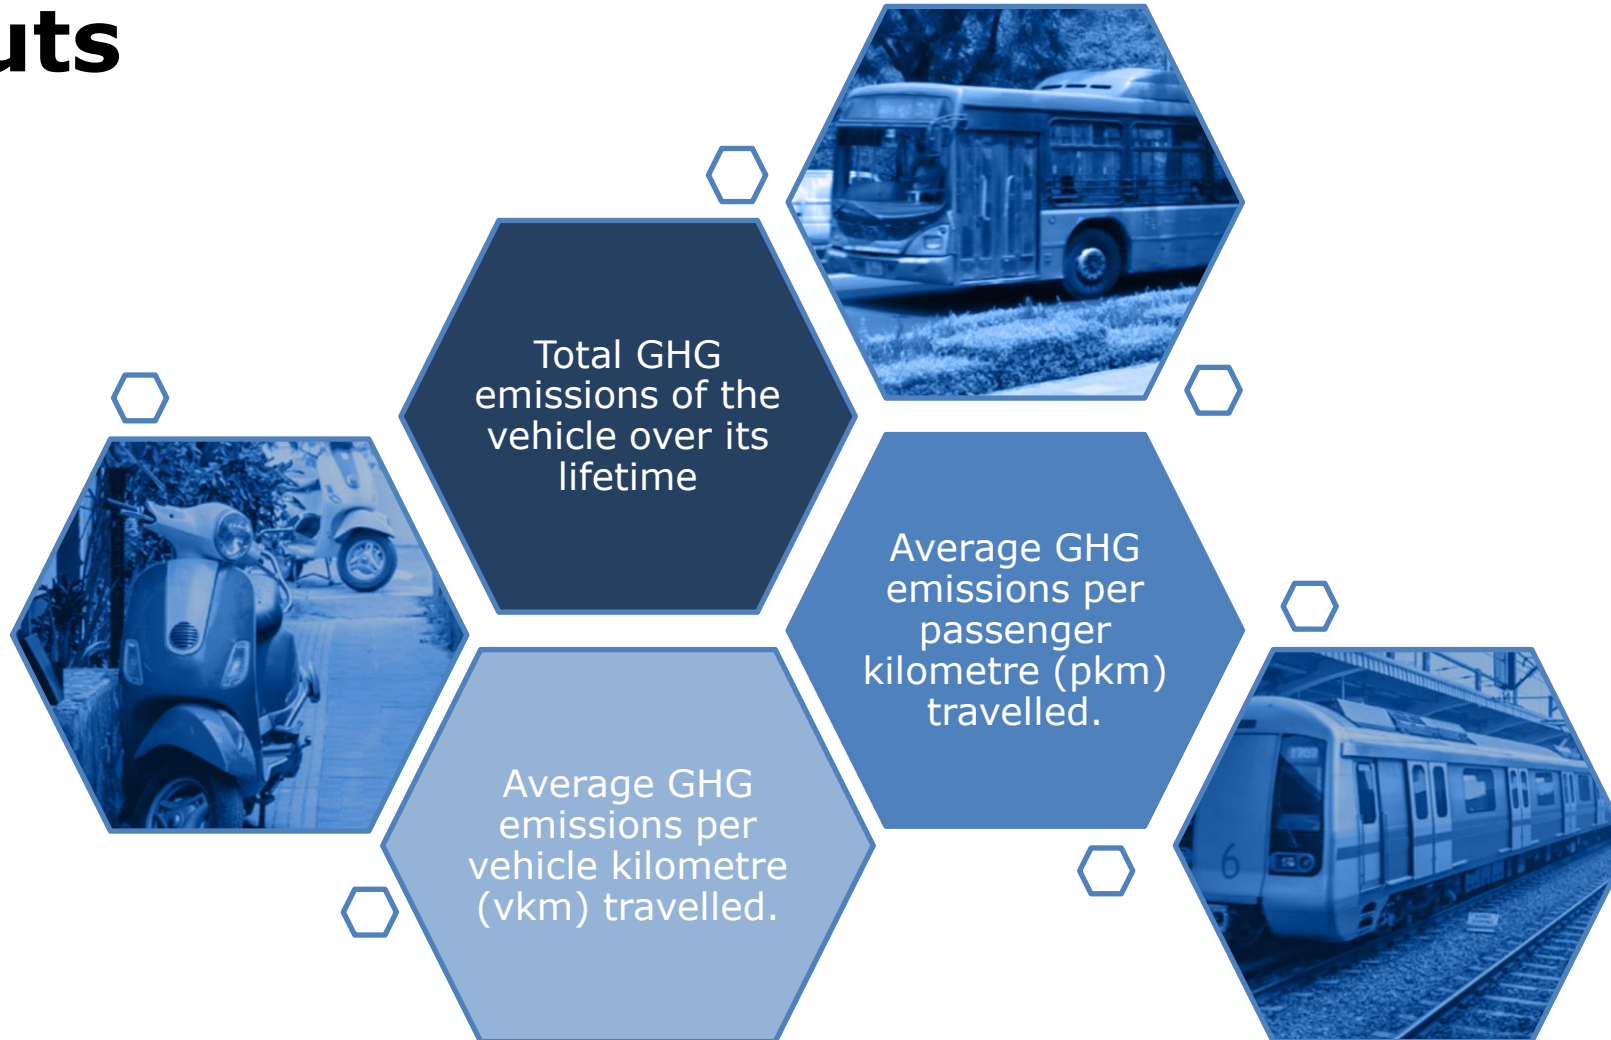 uts
Total GHG
emissions of the
vehicle over its
lifetime
Average GHG
emissions per
passenger
kilometre (pkm)
travelled.
Average GHG
emissions per
vehicle kilometre
(vkm) travelled.
6